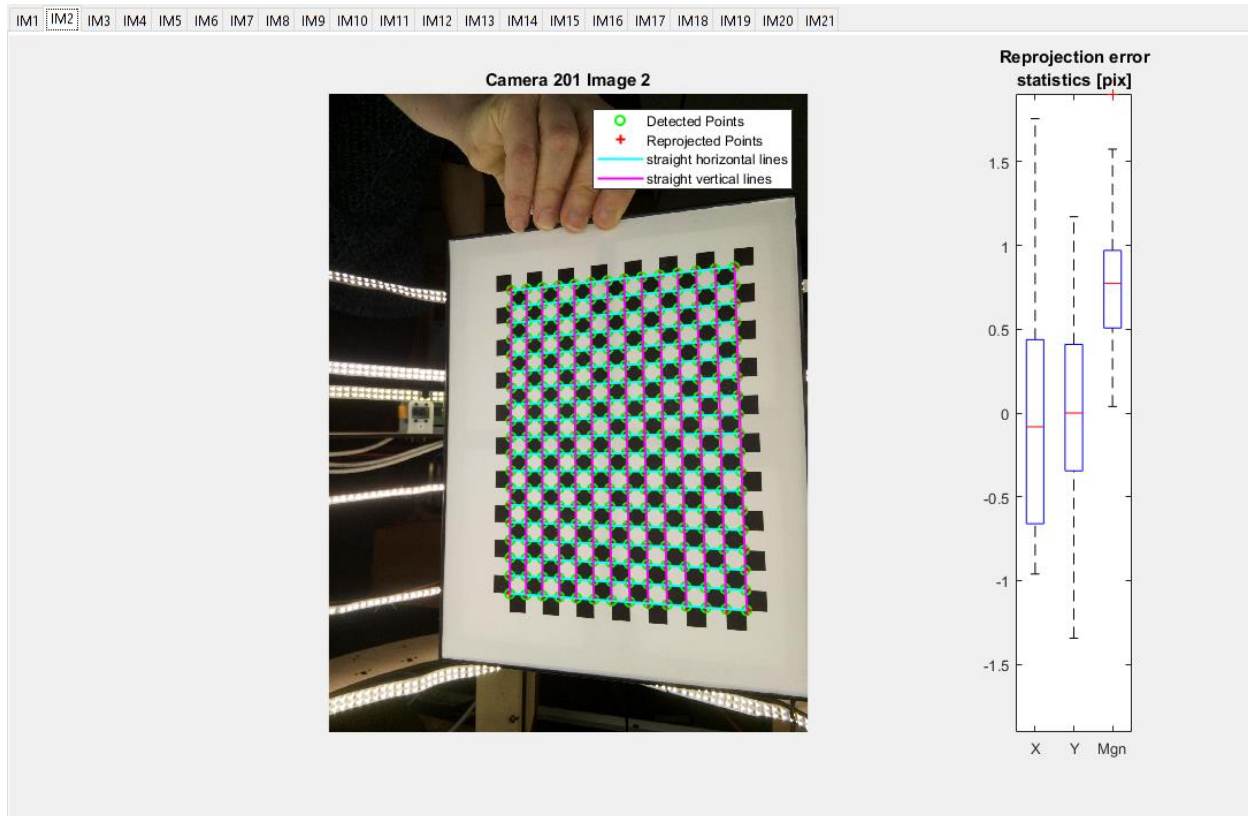 IM1 IM2 IM3 IM4 IM5 IM6 IM7 IM8 IM9 IM10 IM11 IM12 IM13 IM14 IM15 IM16 IM17 IM18 IM19 IM20 IM21
Camera 201 Image 2
Detected Points
Reprojected Points
straight horizontal lines
straight vertical lines
Reprojection error
statistics [pix]
1.5
1
0.5
0
-0.5
-1
-1.5
X Y Mgn